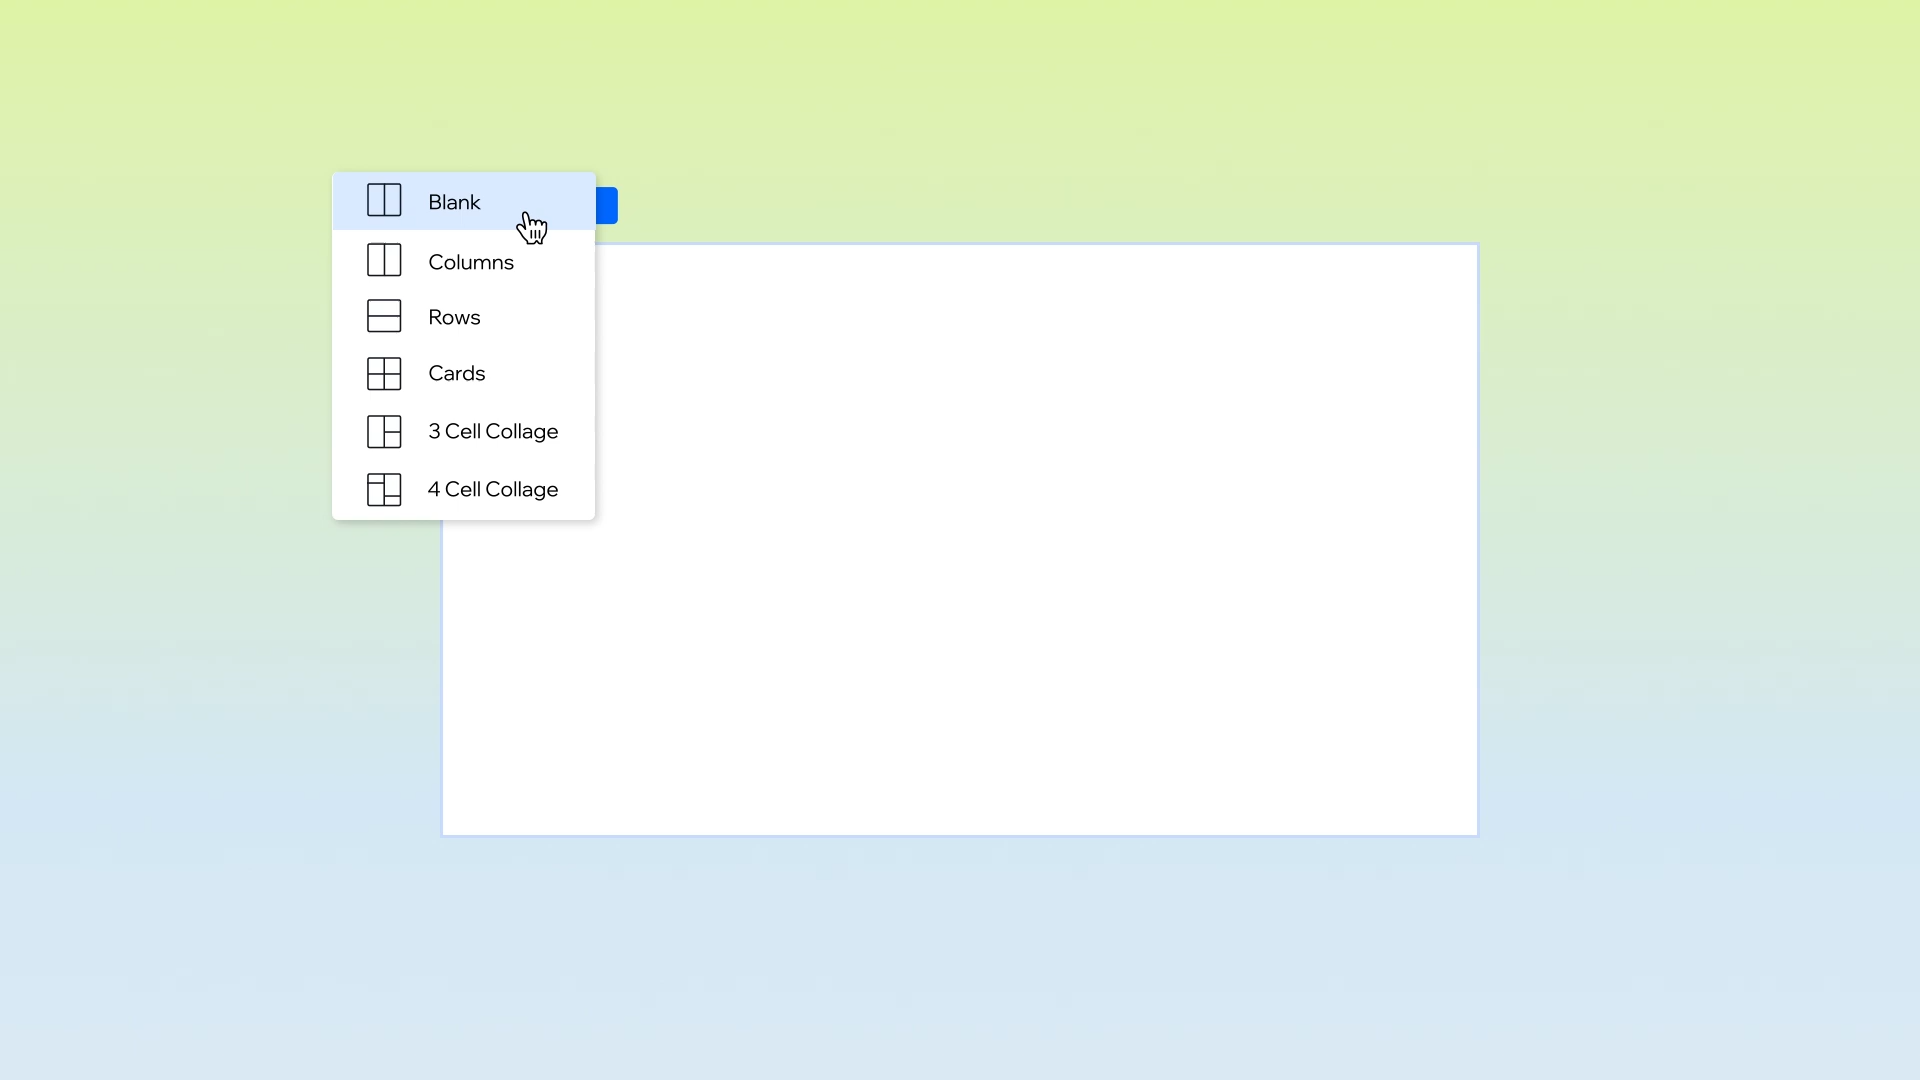 Blank
Columns
Rows
Cards
3 Cell Collage
4 Cell Collage